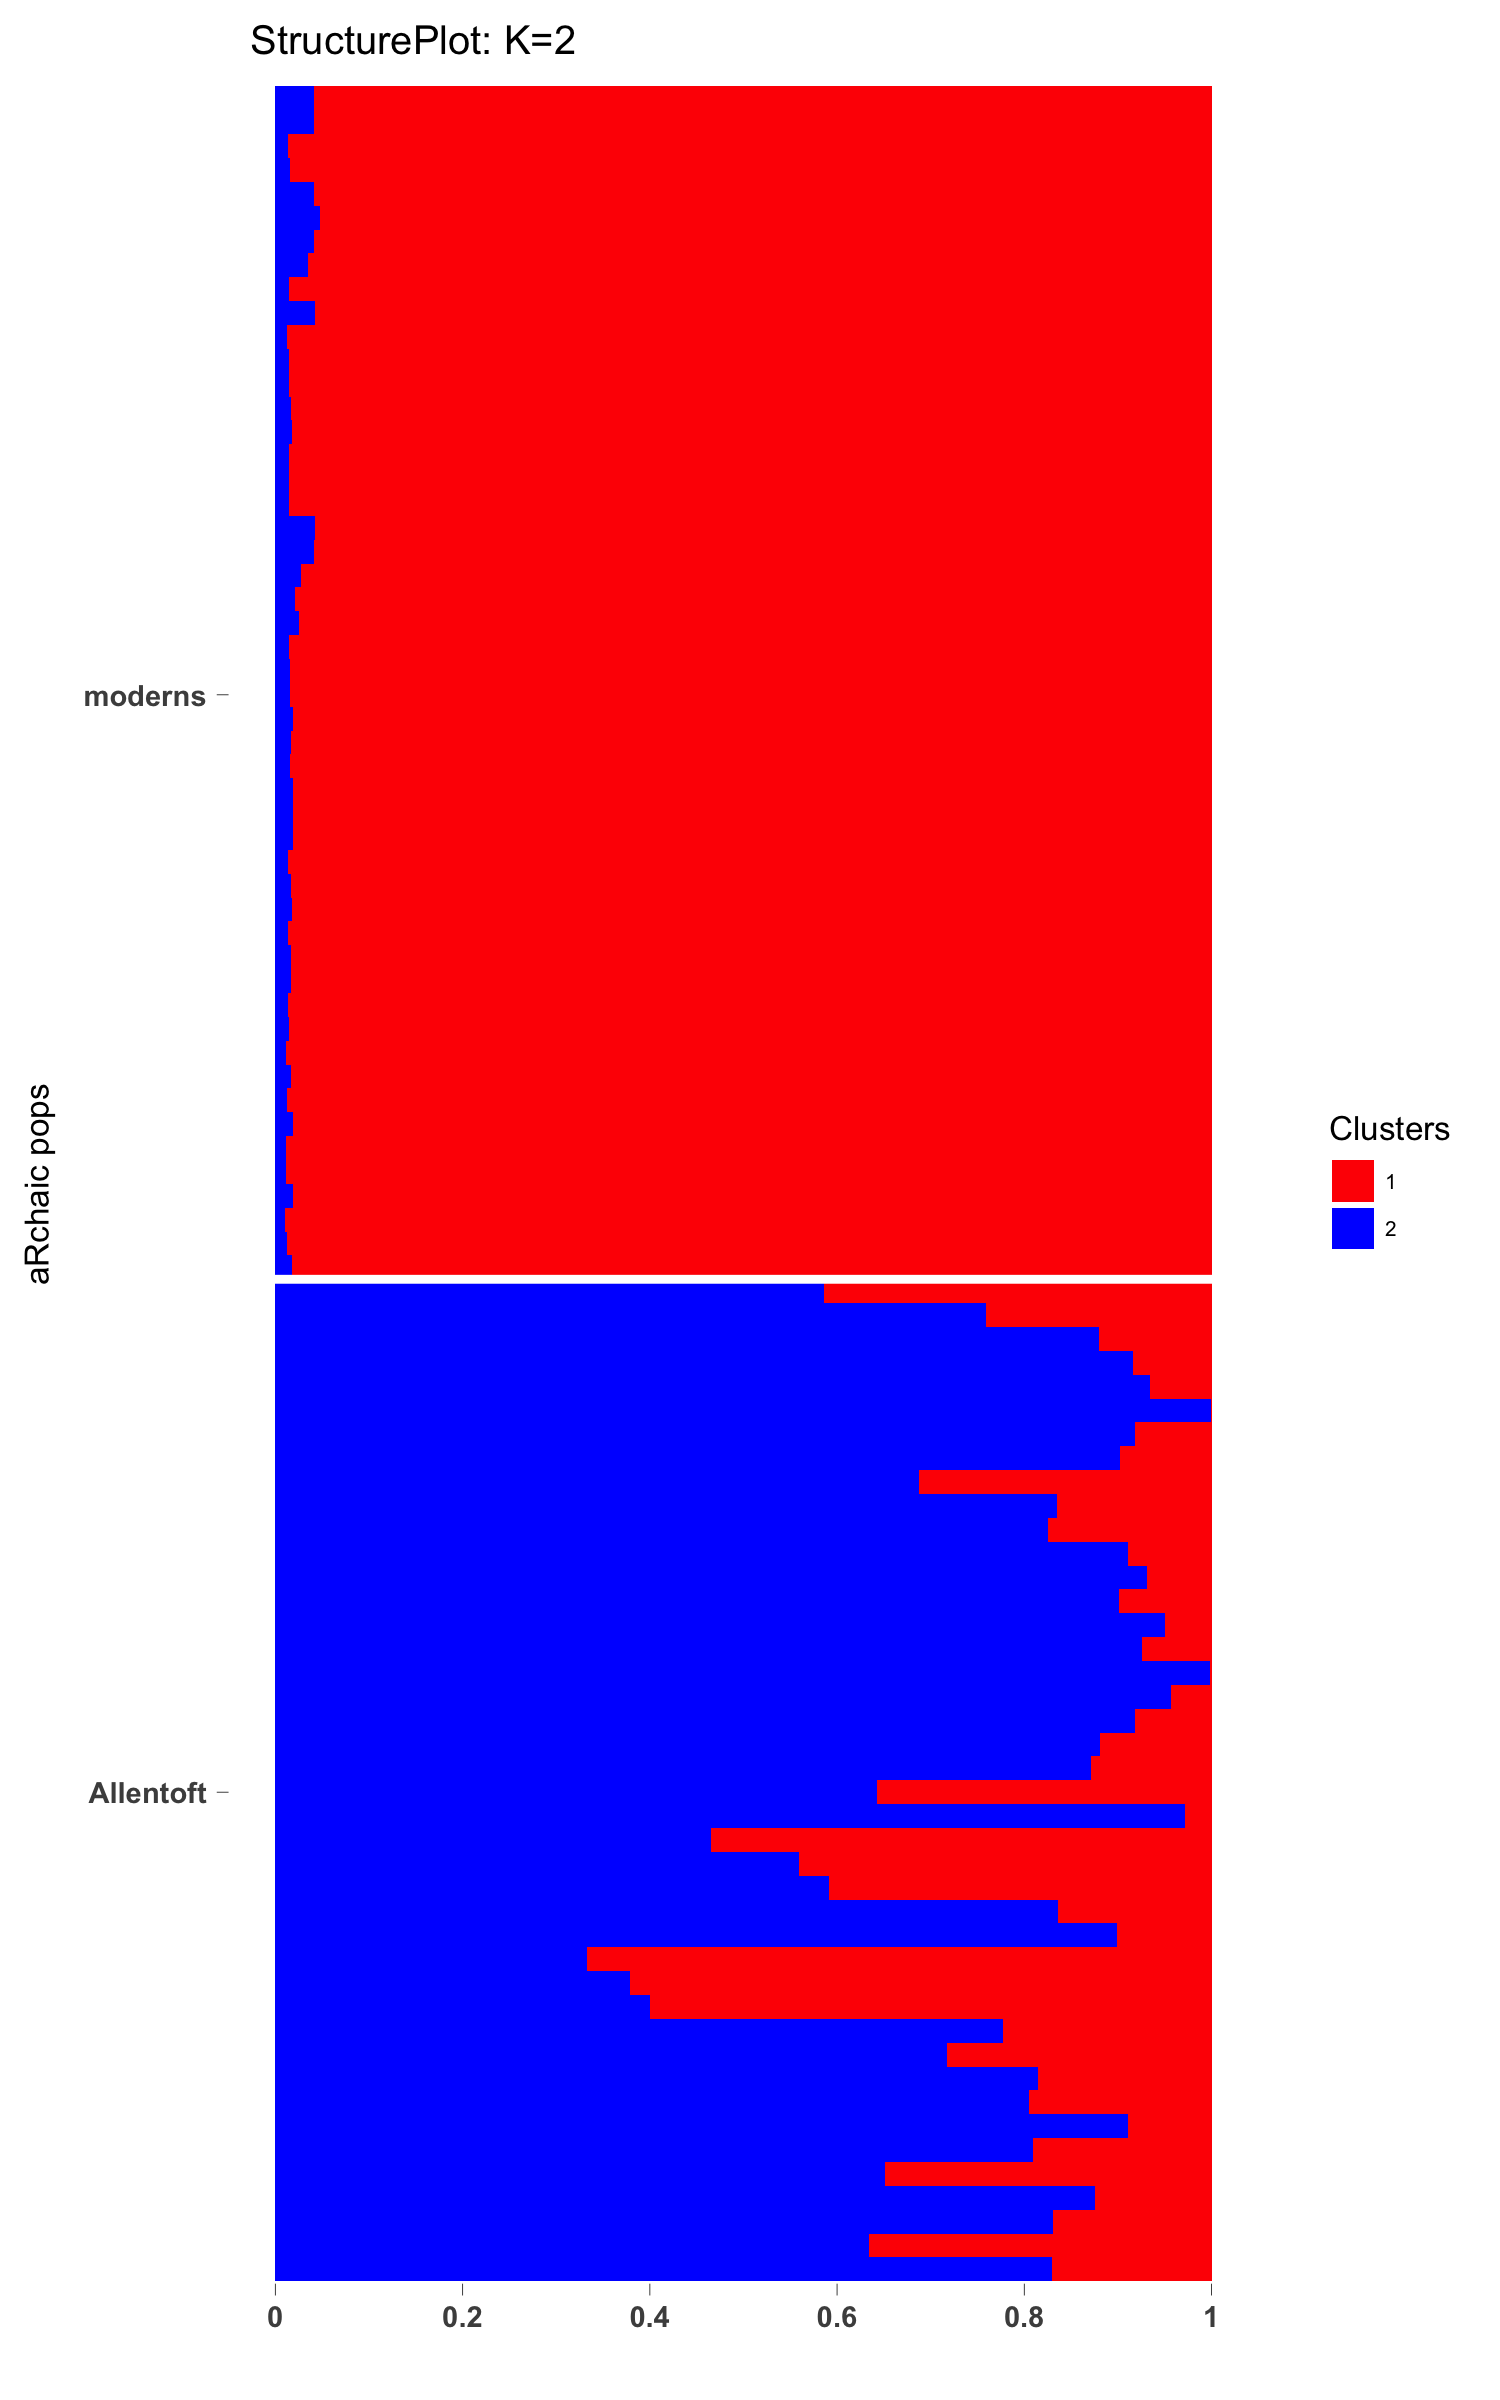 StructurePlot: K=2
moderns
Allentoft
aRchaic pops
Clusters
1
2
0 0.2 0.4 0.6 0.8 1